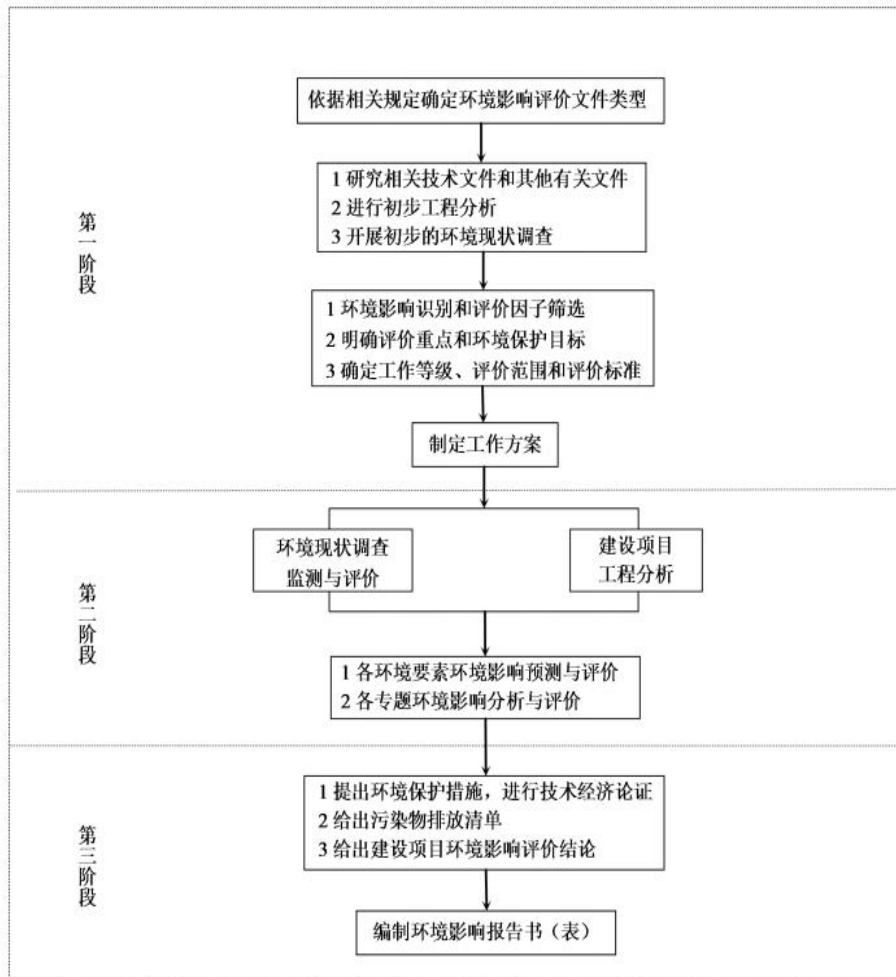 依据相关规定确定环境影响评价文件类型
1 研究相关技术文件和其他有关文件
2 进行初步工程分析
3 开展初步的环境现状调查
第一阶段
1 环境影响识别和评价因子筛选
2 明确评价重点和环境保护目标
3 确定工作等级、评价范围和评价标准
制定工作方案
环境现状调查
监测与评价
建设项目
工程分析
第二阶段
1 各环境要素环境影响预测与评价
2 各专题环境影响分析与评价
1 提出环境保护措施，进行技术经济论证
2 给出污染物排放清单
3 给出建设项目环境影响评价结论
第三阶段
编制环境影响报告书（表）